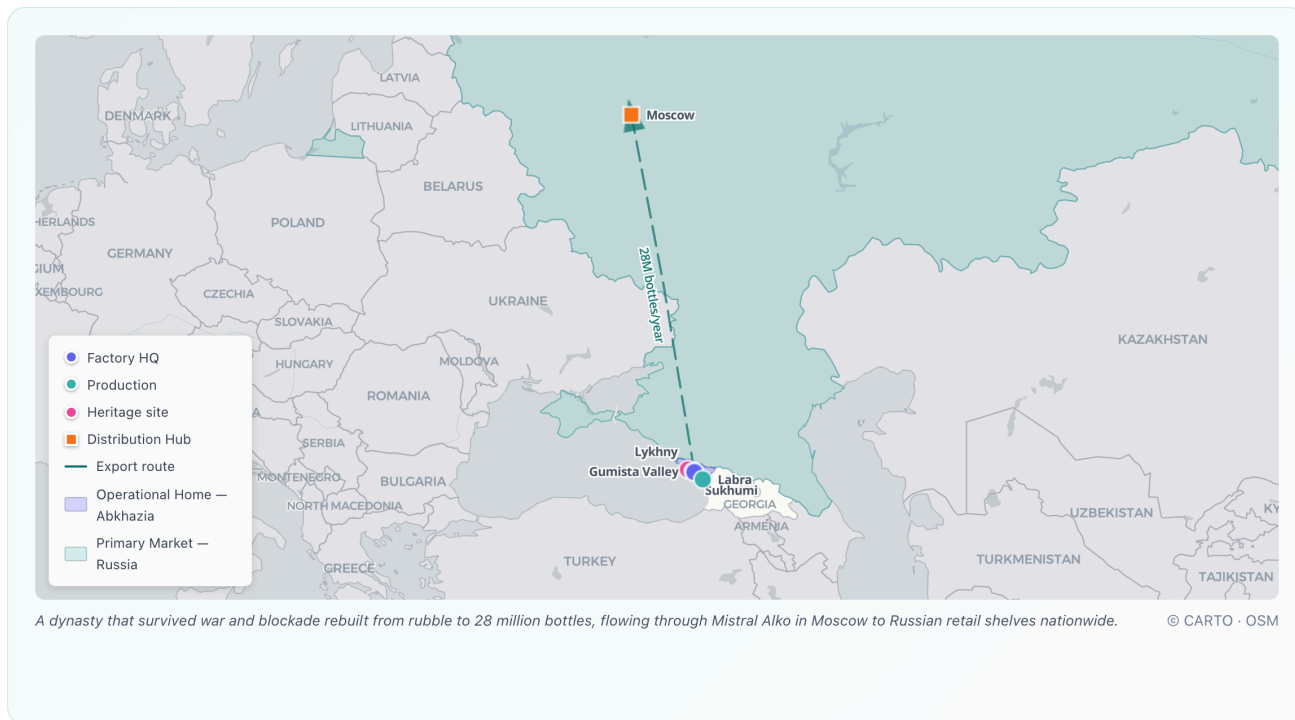 LATVIA
DENMARK
LITHUANIA
Moscow
BELARUS
HERLANDS
POLAND
GERMANY
GIUM
XEMBOURG
CZECHIA
28M bottles/year
UKRAINE
SLOVAKIA
KAZAKHSTAN
HUNGARY
MOLDOVA
ROMANIA
A
SERBIA
Lykhny
Gumista Valley
Labra
Sukhumi
MONTENEGRO
BULGARIA
NORTH MACEDONIA
GEORGIA
ARMENIA
UZBEKISTAN
KY
GREECE
TURKEY
TURKMENISTAN
TAJIKISTAN
Factory HQ
Production
Heritage site
Distribution Hub
Export route
Operational Home —
Abkhazia
Primary Market —
Russia
A dynasty that survived war and blockade rebuilt from rubble to 28 million bottles, flowing through Mistral Alko in Moscow to Russian retail shelves nationwide.
© CARTO · OSM